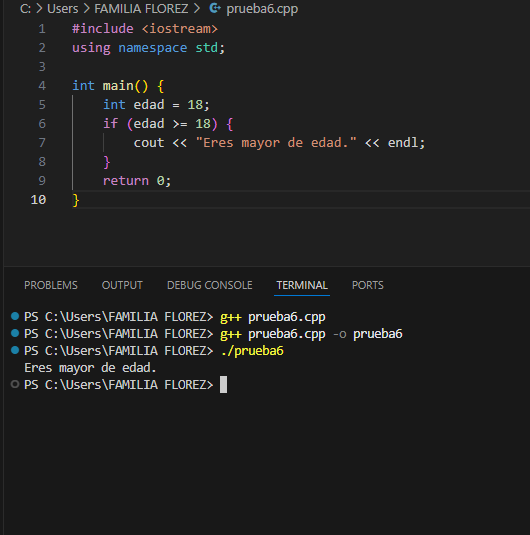 C: > Users > FAMILIA FLOREZ > prueba6.cpp
1 #include <iostream>
2 using namespace std;
3
4 int main() {
5     int edad = 18;
6     if (edad >= 18) {
7         cout << "Eres mayor de edad." << endl;
8     }
9     return 0;
10 }
PROBLEMS OUTPUT DEBUG CONSOLE TERMINAL PORTS
PS C:\Users\FAMILIA FLOREZ> g++ prueba6.cpp
PS C:\Users\FAMILIA FLOREZ> g++ prueba6.cpp -o prueba6
PS C:\Users\FAMILIA FLOREZ> ./prueba6
Eres mayor de edad.
PS C:\Users\FAMILIA FLOREZ>